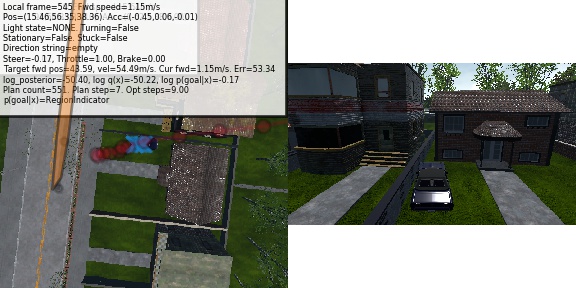 Local frame=545. Fwd speed=1.15m/s
Pos=(15.46,56.35,38.36). Acc=(-0.45,0.06,-0.01)
Light state=NONE. Turning=False
Stationary=False. Stuck=False
Direction string=empty
Steer=-0.17, Throttle=1.00, Brake=0.00
Target fwd pos=43.59, vel=54.49m/s. Cur fwd=1.15m/s. Err=53.34
log_posterior=-50.40, log q(x)=-50.22, log p(goal|x)=-0.17
Plan count=551. Plan step=7. Opt steps=9.00
p(goal|x)=RegionIndicator